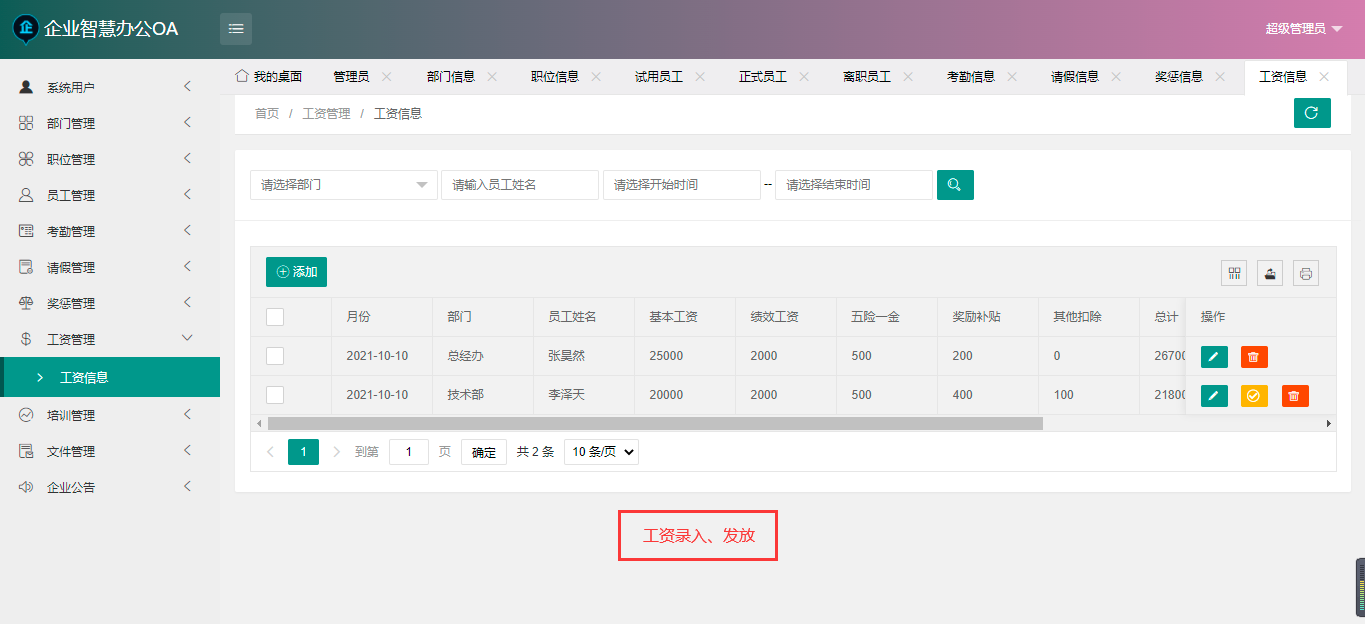 企业智慧办公OA
超级管理员
系统用户
部门管理
职位管理
员工管理
考勤管理
请假管理
奖惩管理
工资管理
工资信息
培训管理
文件管理
企业公告
我的桌面 管理员 部门信息 职位信息 试用员工 正式员工 离职员工 考勤信息 请假信息 奖惩信息 工资信息
首页 / 工资管理 / 工资信息
请选择部门 请输入员工姓名 请选择开始时间 -- 请选择结束时间
添加
月份 部门 员工姓名 基本工资 绩效工资 五险一金 奖励补贴 其他扣除 总计 操作
2021-10-10 总经办 张昊然 25000 2000 500 200 0 26700
2021-10-10 技术部 李泽天 20000 2000 500 400 100 21800
1 到第 1 页 确定 共 2 条 10 条/页
工资录入、发放